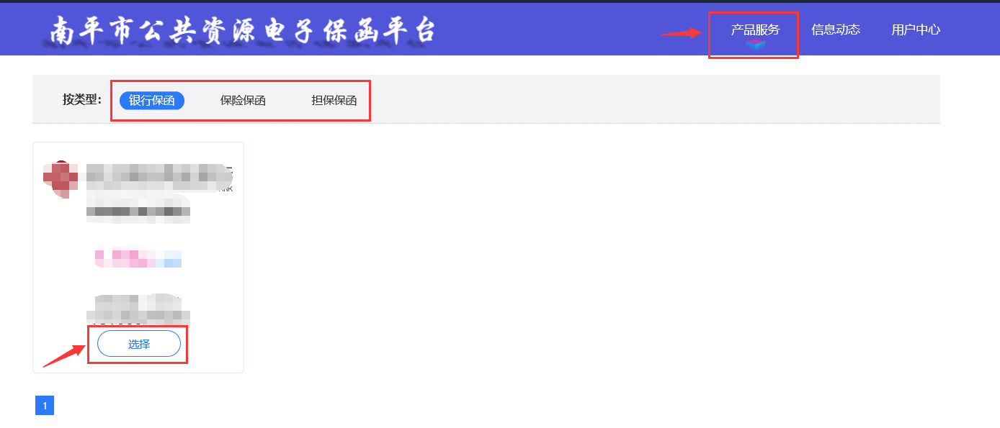 南平市公共资源电子保函平台
产品服务 信息动态 用户中心
按类型： 银行保函 保险保函 担保保函
选择
1